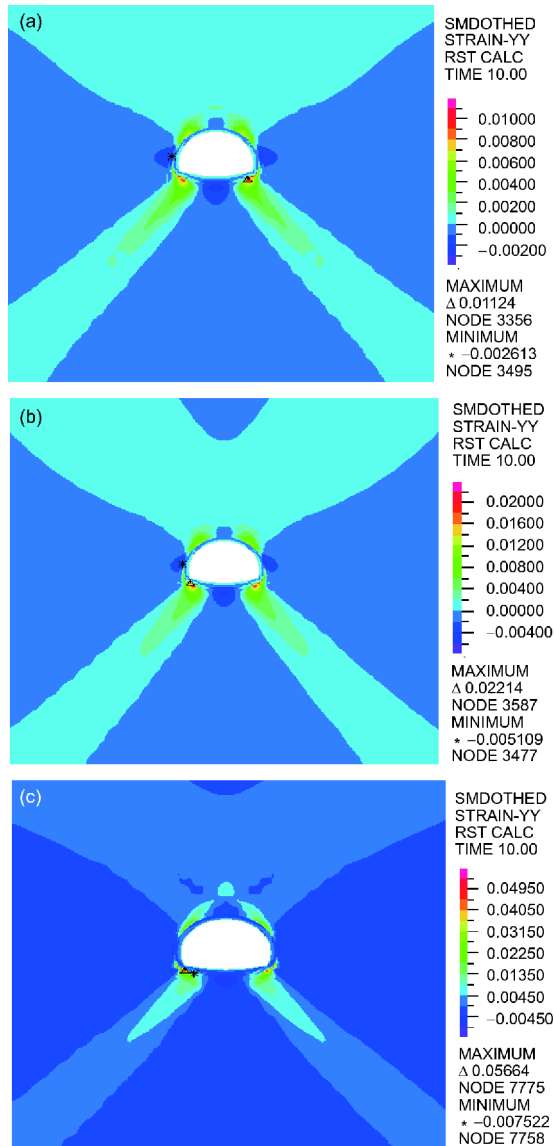 (a)
SMDOTHED
STRAIN-YY
RST CALC
TIME 10.00
0.01000
0.00800
0.00600
0.00400
0.00200
0.00000
−0.00200
MAXIMUM
Δ 0.01124
NODE 3356
MINIMUM
* −0.002613
NODE 3495
(b)
SMDOTHED
STRAIN-YY
RST CALC
TIME 10.00
0.02000
0.01600
0.01200
0.00800
0.00400
0.00000
−0.00400
MAXIMUM
Δ 0.02214
NODE 3587
MINIMUM
* −0.005109
NODE 3477
(c)
SMDOTHED
STRAIN-YY
RST CALC
TIME 10.00
0.04950
0.04050
0.03150
0.02250
0.01350
0.00450
−0.00450
MAXIMUM
Δ 0.05664
NODE 7775
MINIMUM
* −0.007522
NODE 7758